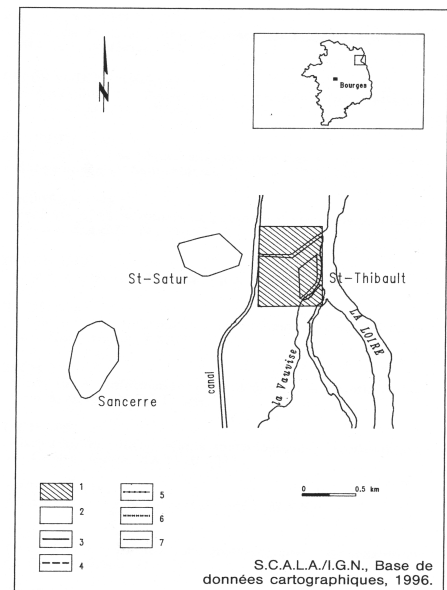 N
Bourges
St-Satur
St-Thibault
LA LOIRE
la Vauvise
canal
Sancerre
1
2
3
4
5
6
7
0 0.5 km
S.C.A.L.A./I.G.N., Base de
données cartographiques, 1996.